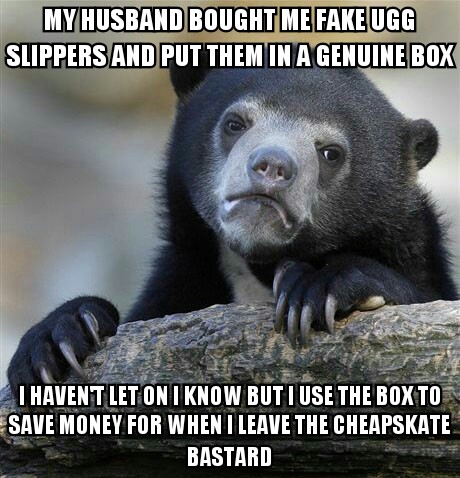 MY HUSBAND BOUGHT ME FAKE UGG
SLIPPERS AND PUT THEM IN A GENUINE BOX
I HAVEN'T LET ON I KNOW BUT I USE THE BOX TO
SAVE MONEY FOR WHEN I LEAVE THE CHEAPSKATE
BASTARD